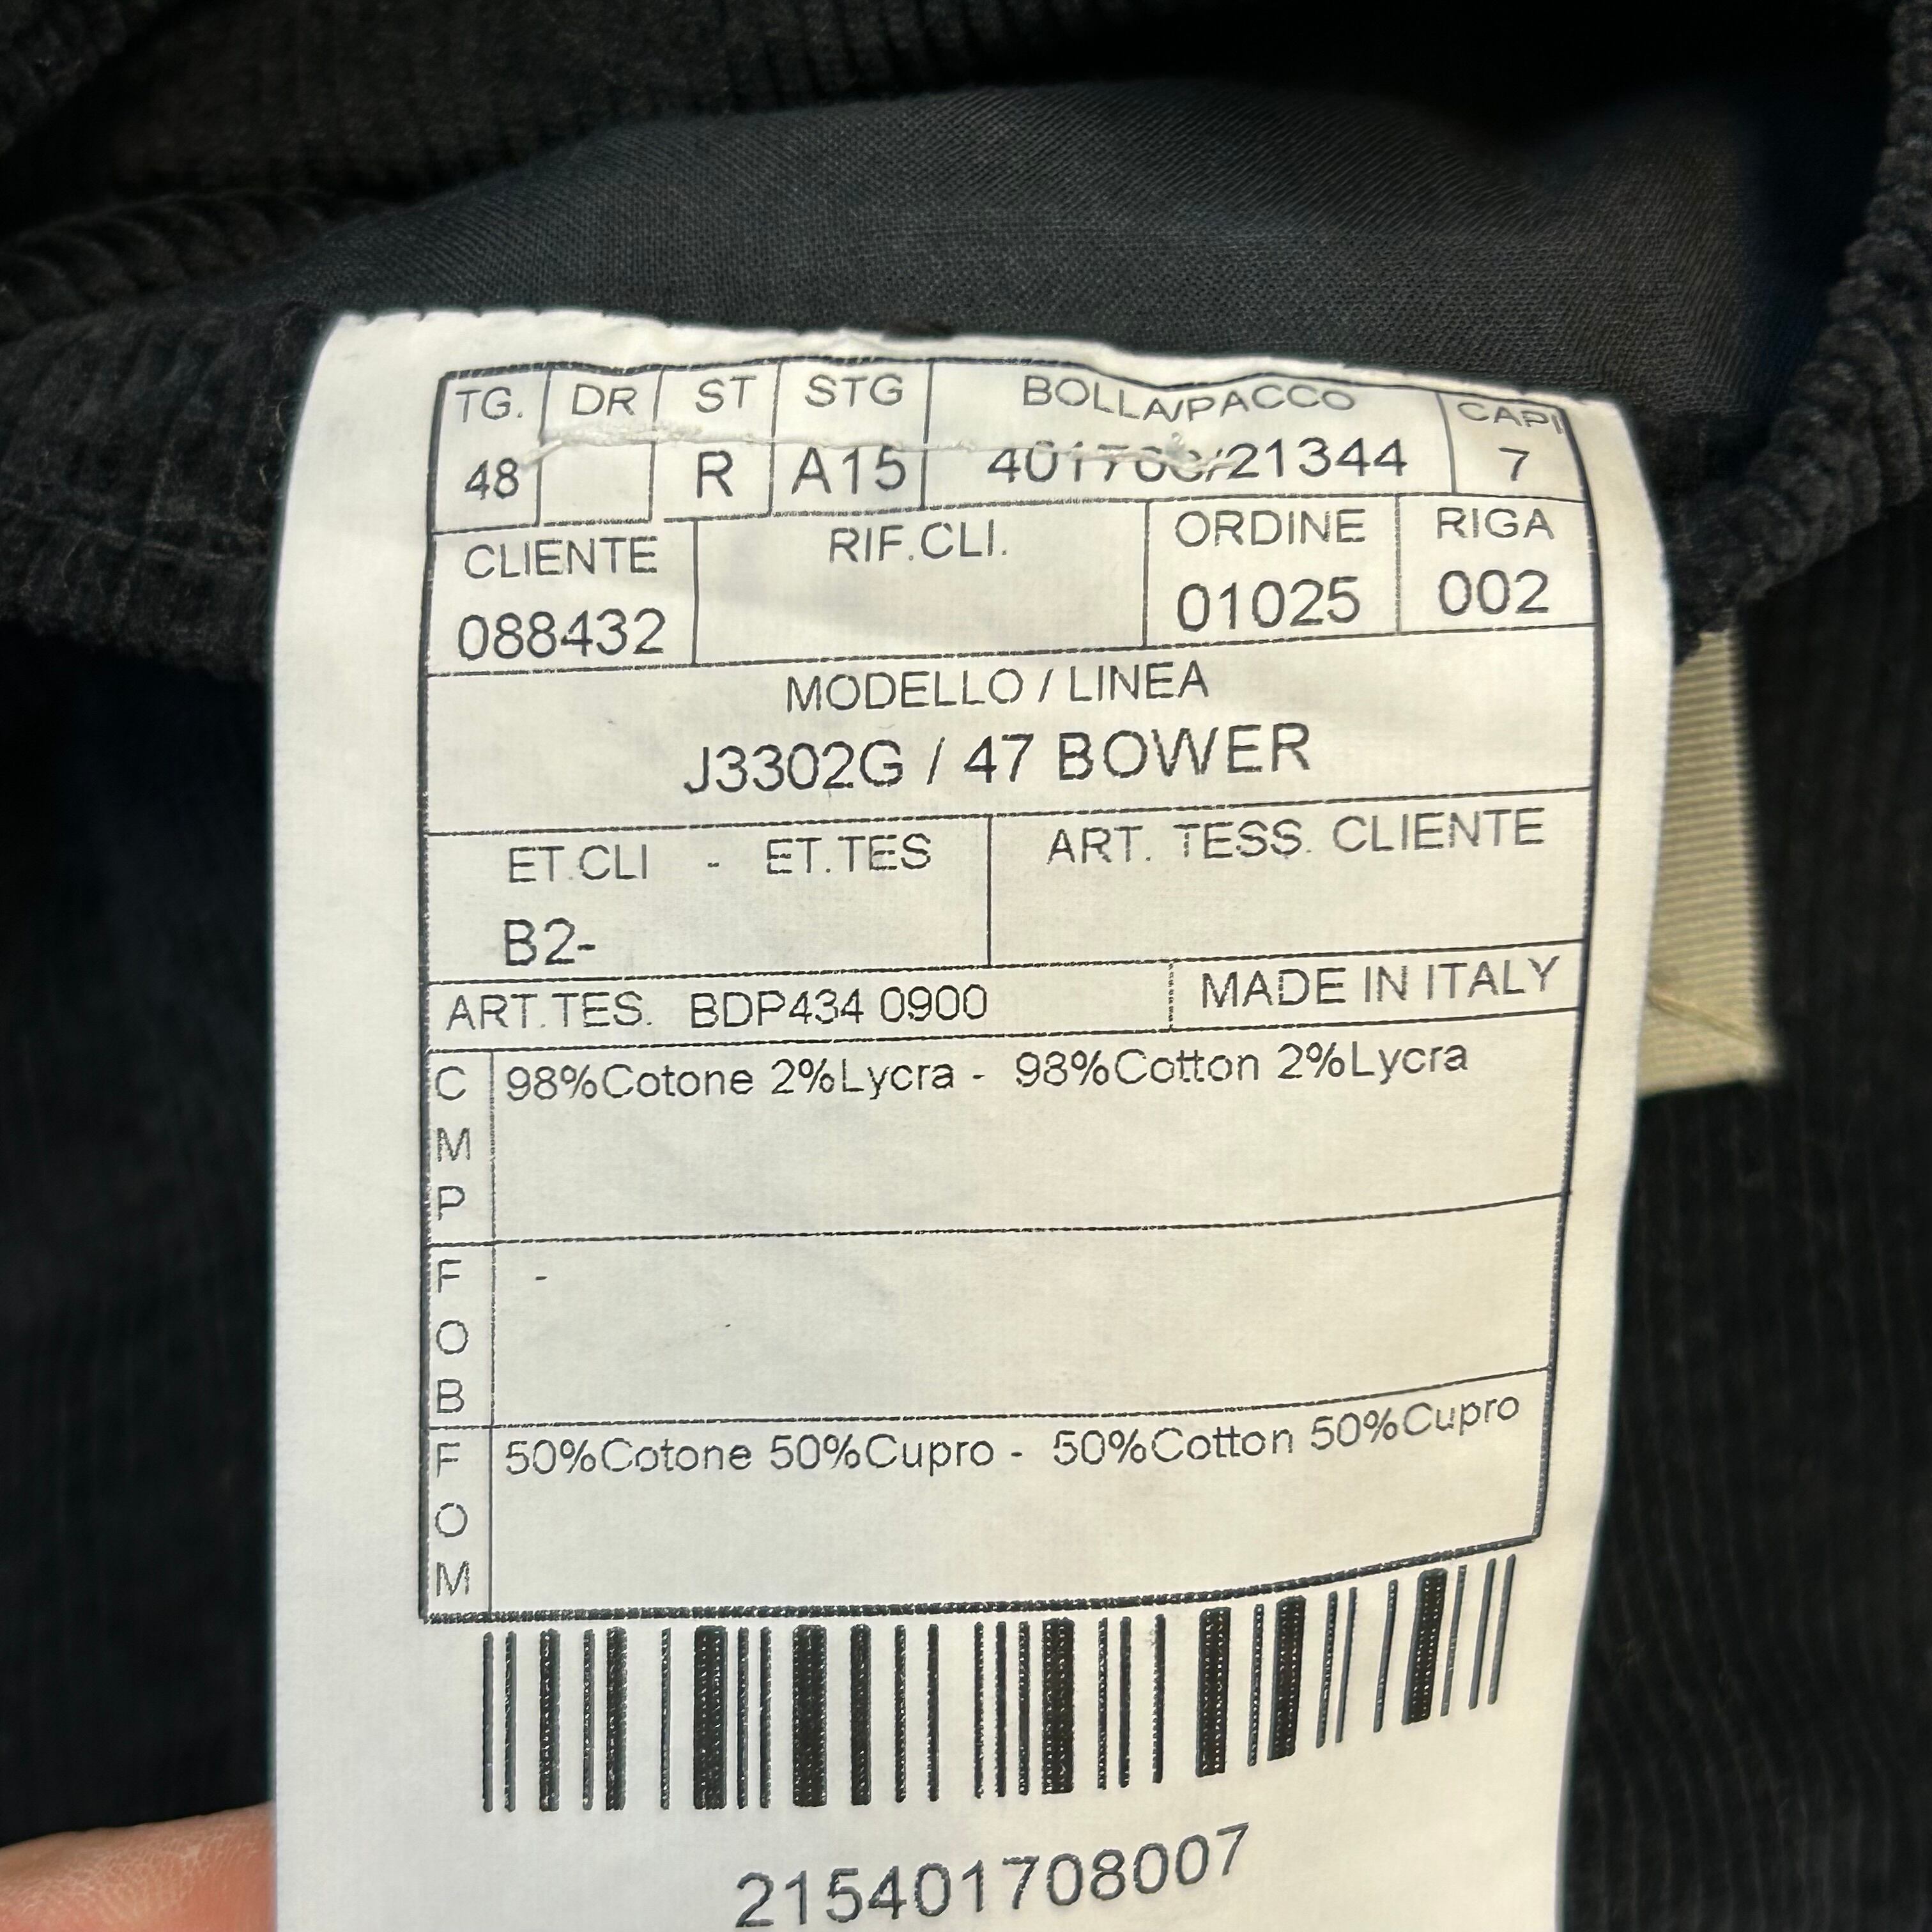 TG. DR ST STG BOLLA/PACCO CAPI
48 R A15 401708/21344 7
CLIENTE RIF.CLI. ORDINE RIGA
088432 01025 002
MODELLO / LINEA
J3302G / 47 BOWER
ET.CLI - ET.TES ART. TESS. CLIENTE
B2-
ART.TES. BDP434 0900 MADE IN ITALY
CMP 98%Cotone 2%Lycra - 98%Cotton 2%Lycra
FOB -
FOM 50%Cotone 50%Cupro - 50%Cotton 50%Cupro
215401708007